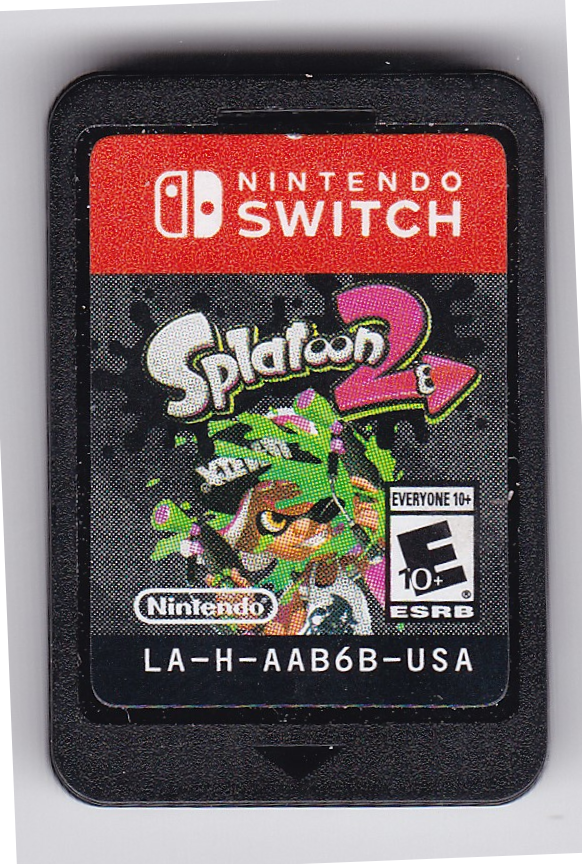 NINTENDO
SWITCH
Splatoon 2
EVERYONE 10+
E
10+
®
ESRB
Nintendo®
LA-H-AAB6B-USA